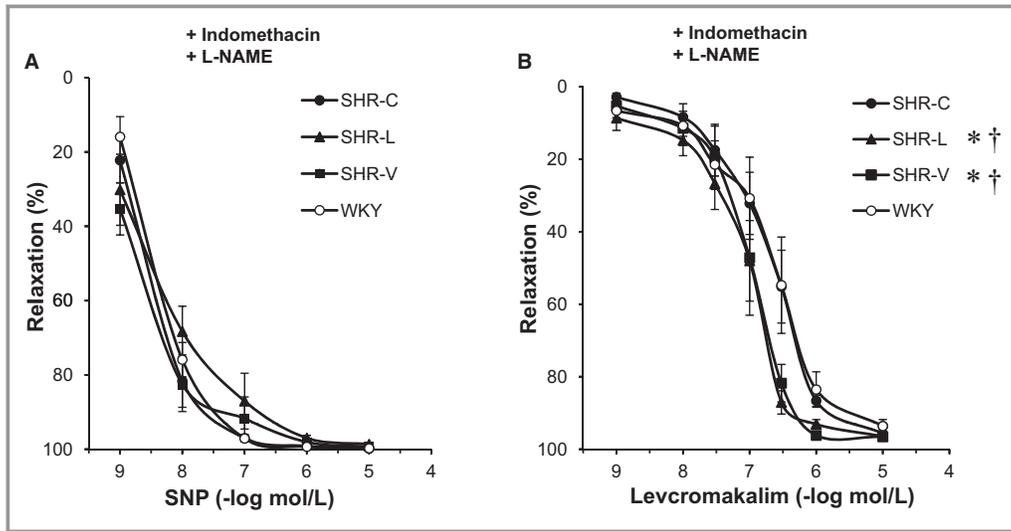 + Indomethacin
+ L-NAME
A
0
20
40
60
80
100
Relaxation (%)
SHR-C
SHR-L
SHR-V
WKY
9 8 7 6 5 4
SNP (-log mol/L)
+ Indomethacin
+ L-NAME
B
0
20
40
60
80
100
Relaxation (%)
SHR-C
SHR-L * †
SHR-V * †
WKY
9 8 7 6 5 4
Levcromakalim (-log mol/L)